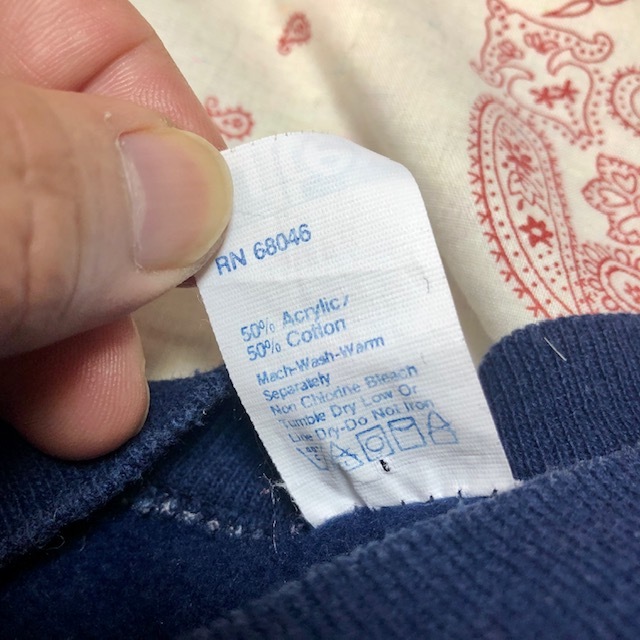 RN 68046
50% Acrylic/
50% Cotton
Mach-Wash-Warm
Separately
Non Chlorine Bleach
Tumble Dry Low Or
Line Dry-Do Not Iron